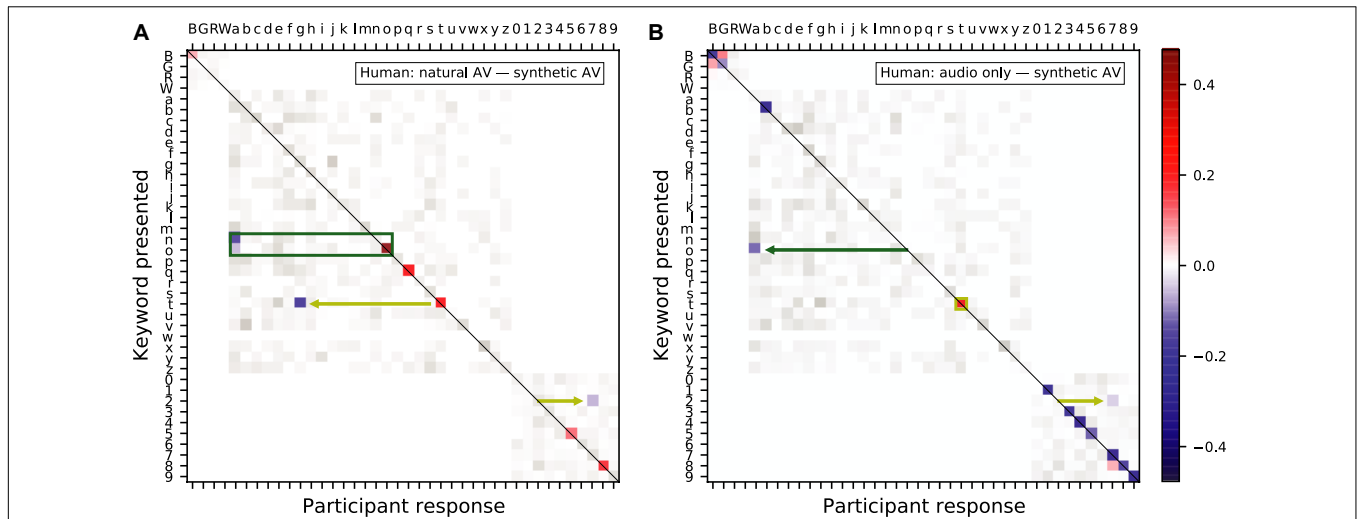 A
BGRWabcdefghijklmnopqrstuvwxyz0123456789
Human: natural AV — synthetic AV
Keyword presented
B
G
R
W
a
b
c
d
e
f
g
h
i
j
k
l
m
n
o
p
q
r
s
t
u
v
x
y
z
0
1
2
3
4
5
6
7
8
9
Participant response
B
BGRWabcdefghijklmnopqrstuvwxyz0123456789
Human: audio only — synthetic AV
Keyword presented
B
G
R
W
a
b
c
d
e
f
g
h
i
j
k
l
m
n
o
p
q
r
s
t
u
v
x
y
z
0
1
2
3
4
5
6
7
8
9
Participant response
0.4
0.2
0.0
−0.2
−0.4